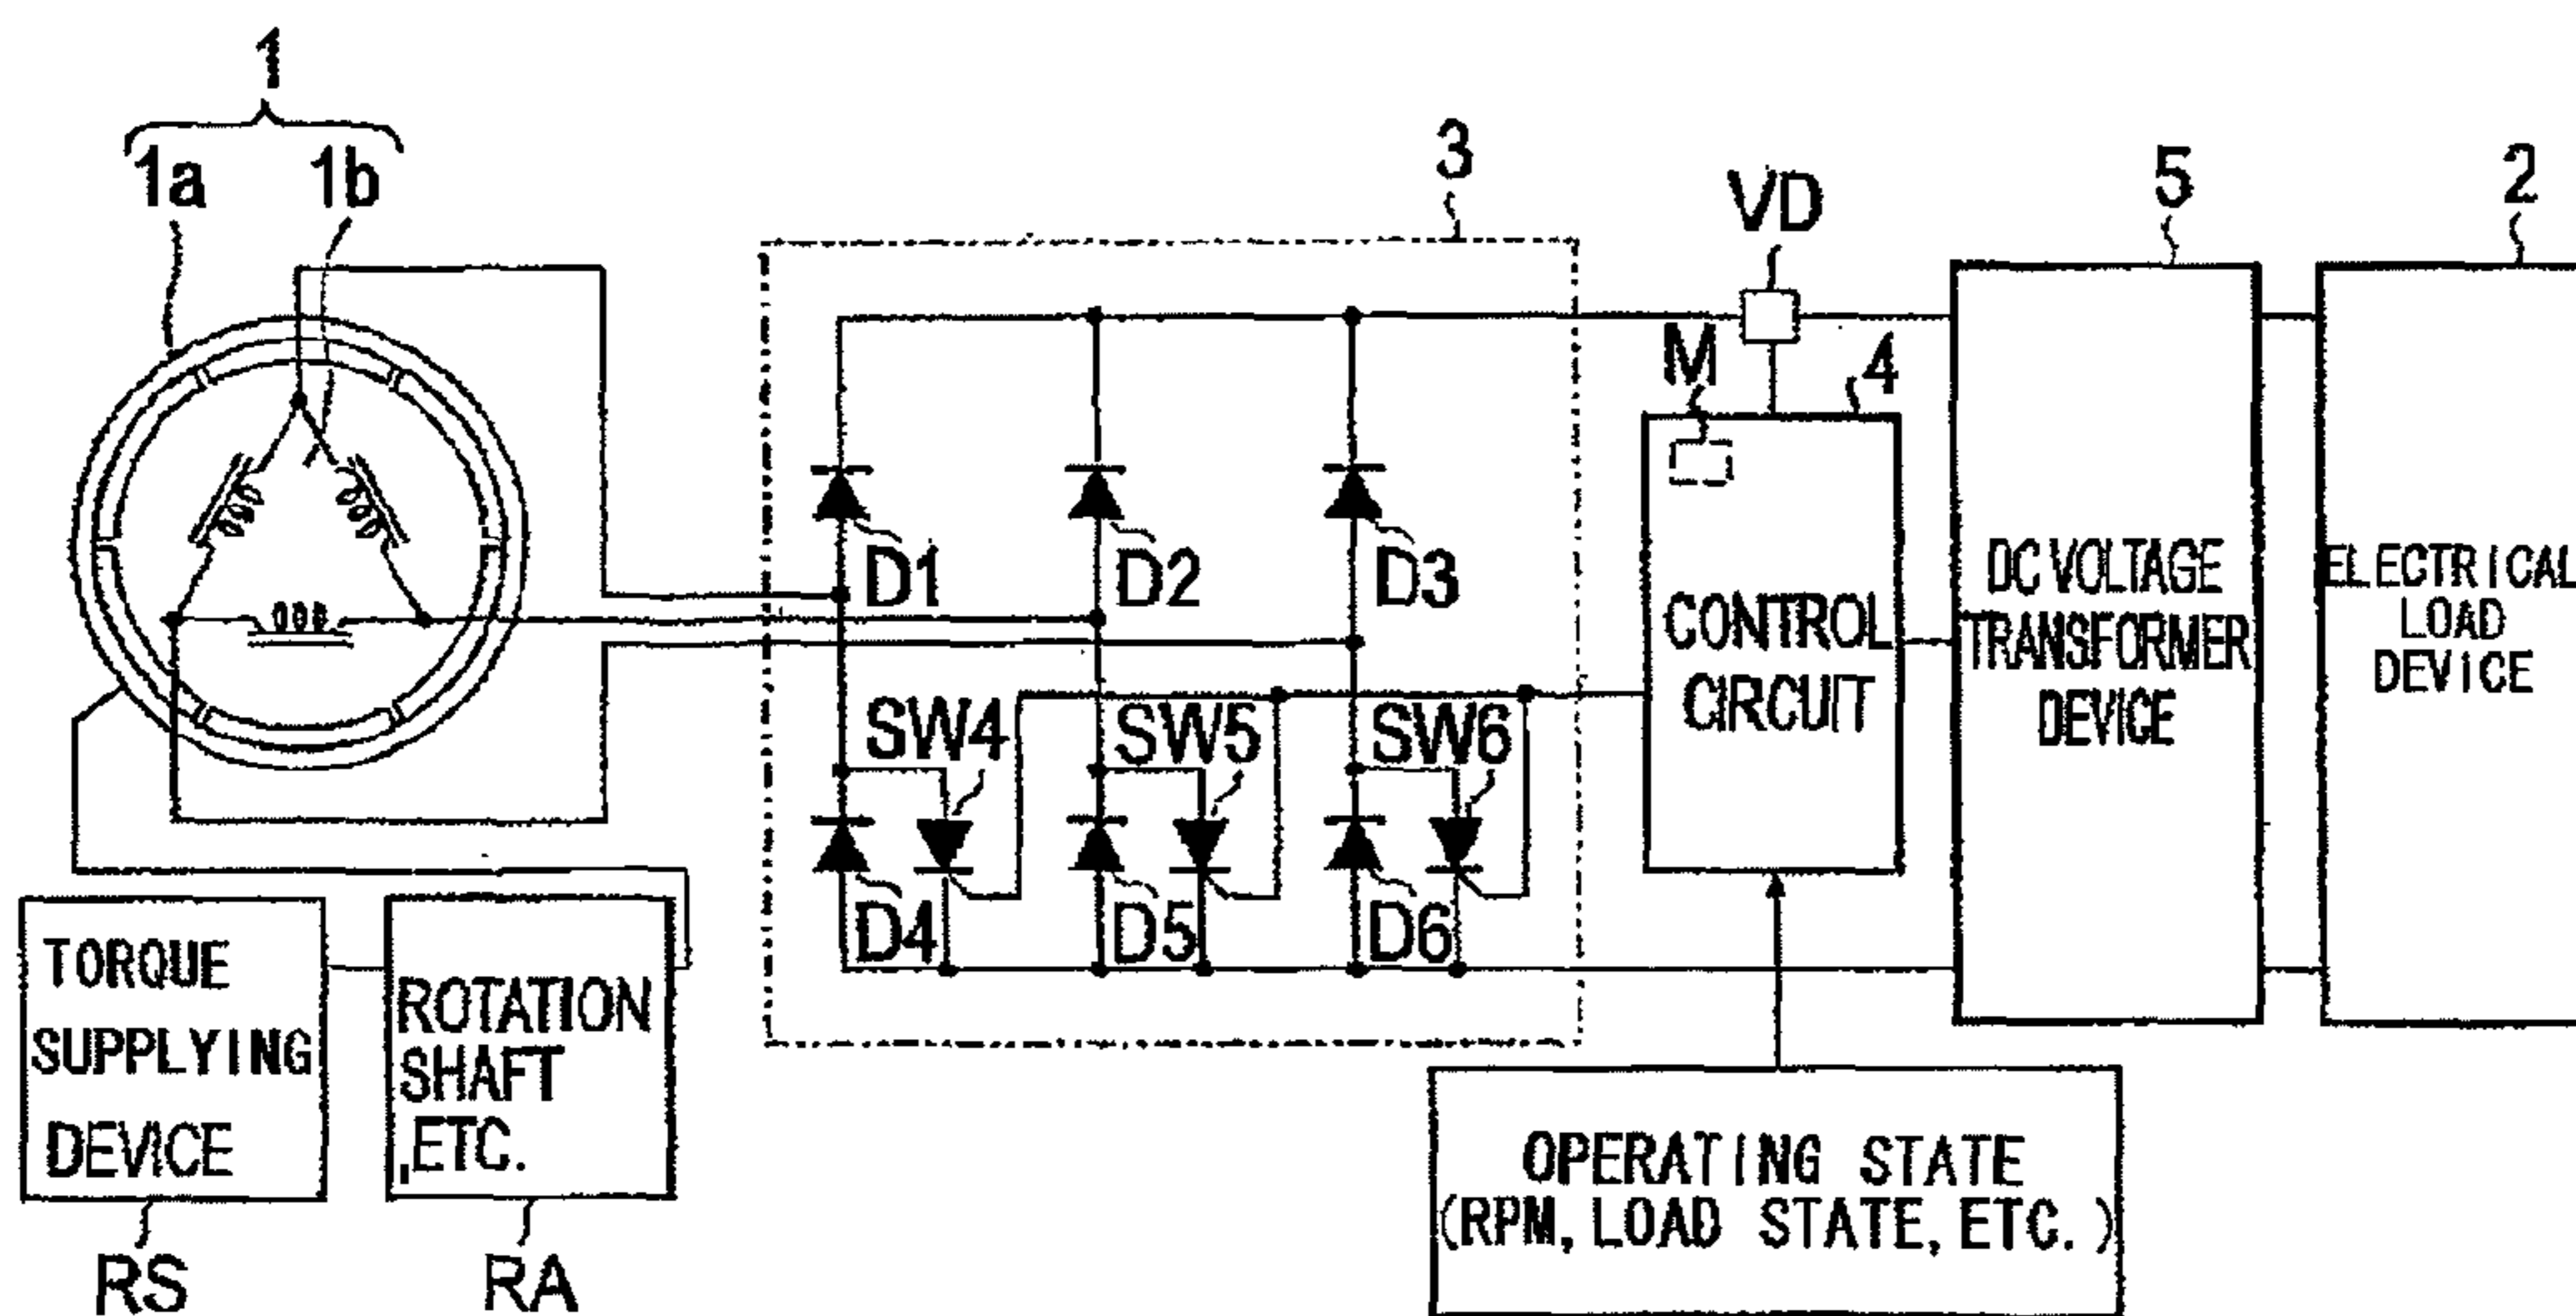 1
1a 1b
3
VD
5
2
M
4
D1
D2
D3
CONTROL
CIRCUIT
DC VOLTAGE
TRANSFORMER
DEVICE
ELECTRICAL
LOAD
DEVICE
SW4
SW5
SW6
D4
D5
D6
TORQUE
SUPPLYING
DEVICE
ROTATION
SHAFT
,ETC.
RS
RA
OPERATING STATE
(RPM, LOAD STATE, ETC. )